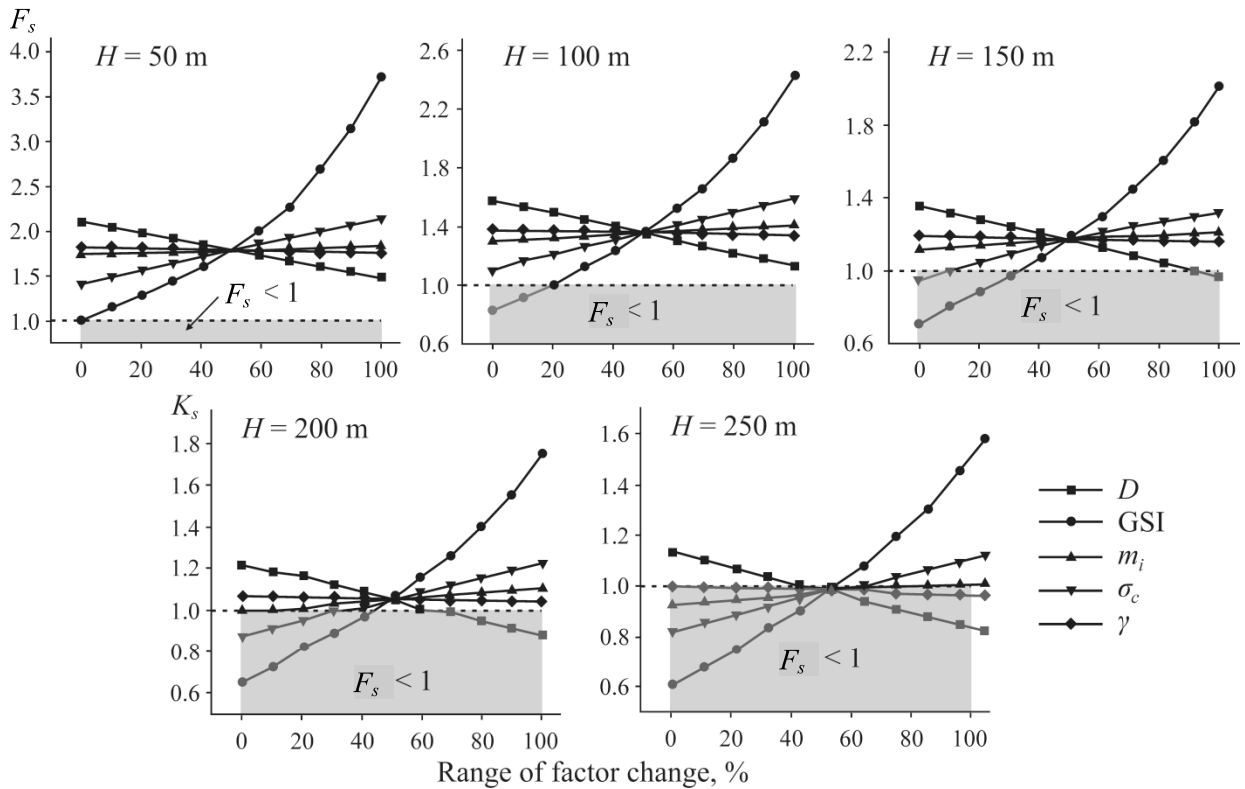 F_s
H = 50 m
4.0
3.5
3.0
2.5
2.0
1.5
1.0
F_s < 1
0 20 40 60 80 100
H = 100 m
2.6
2.2
1.8
1.4
1.0
0.6
F_s < 1
0 20 40 60 80 100
H = 150 m
2.2
1.8
1.4
1.0
0.6
F_s < 1
0 20 40 60 80 100
K_s
H = 200 m
1.8
1.6
1.4
1.2
1.0
0.8
0.6
F_s < 1
0 20 40 60 80 100
H = 250 m
1.6
1.4
1.2
1.0
0.8
0.6
F_s < 1
0 20 40 60 80 100
D
GSI
m_i
σ_c
γ
Range of factor change, %